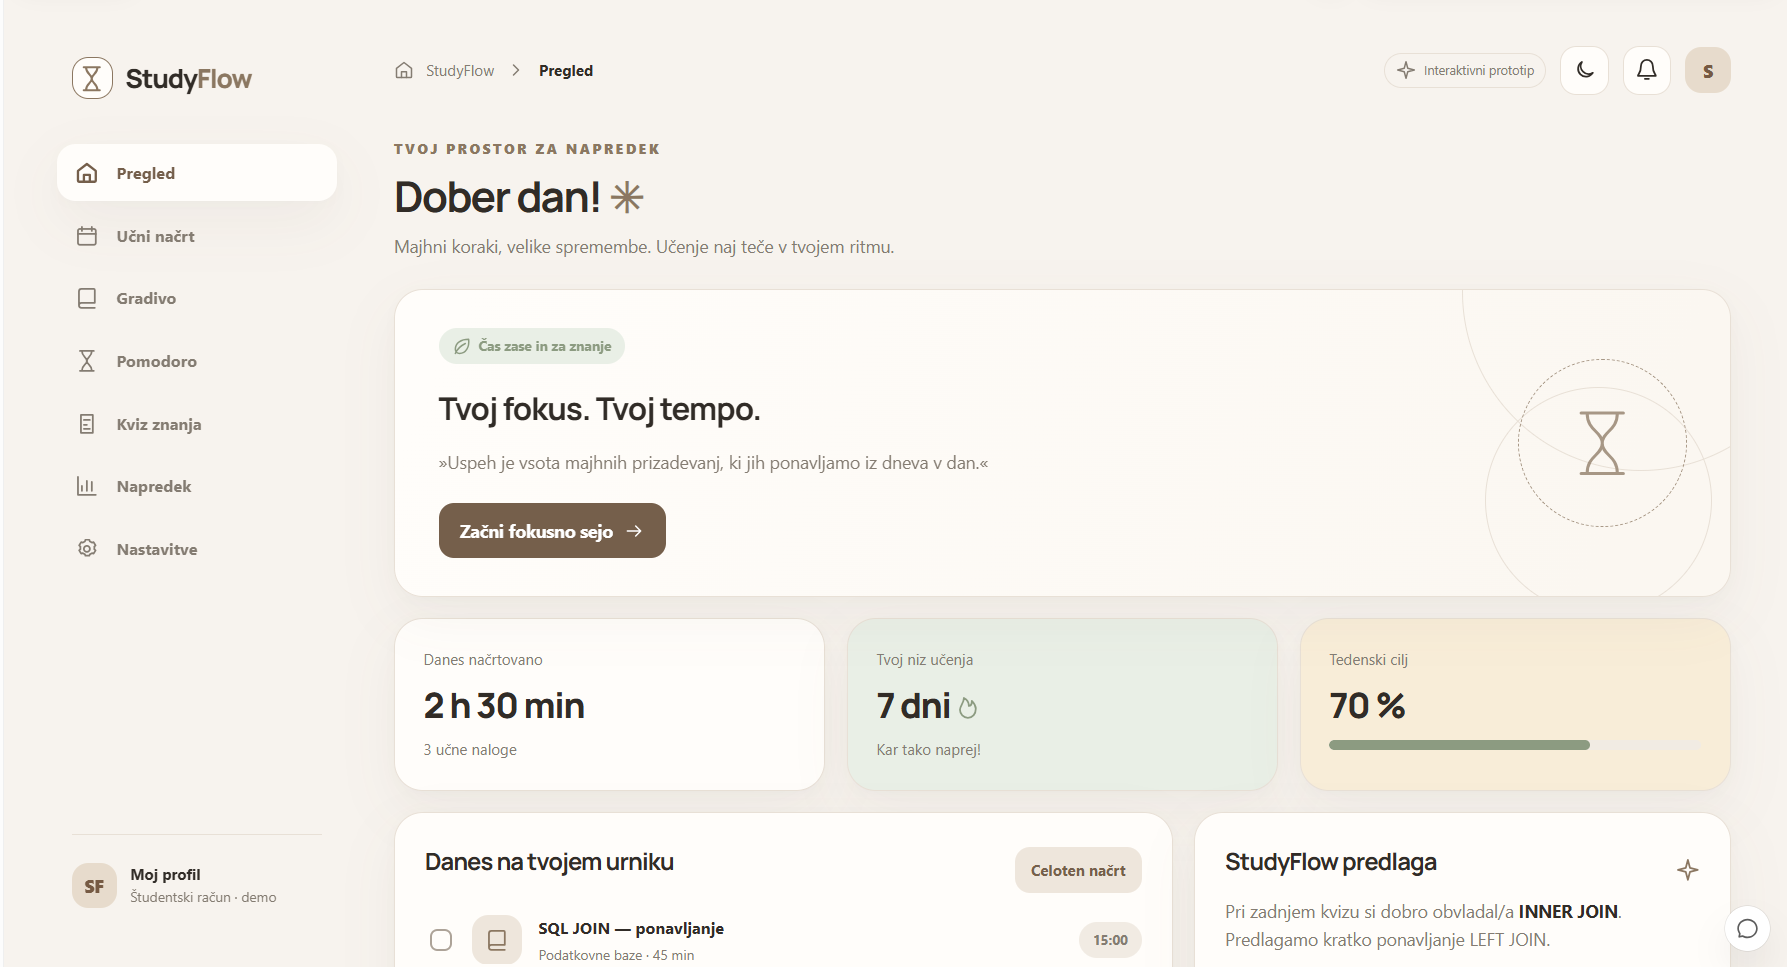 StudyFlow
StudyFlow > Pregled
Interaktivni prototip
S
Pregled
Učni načrt
Gradivo
Pomodoro
Kviz znanja
Napredek
Nastavitve
Moj profil
SF
Študentski račun · demo
TVOJ PROSTOR ZA NAPREDEK
Dober dan!
Majhni koraki, velike spremembe. Učenje naj teče v tvojem ritmu.
Čas zase in za znanje
Tvoj fokus. Tvoj tempo.
»Uspeh je vsota majhnih prizadevanj, ki jih ponavljamo iz dneva v dan.«
Začni fokusno sejo →
Danes načrtovano
2 h 30 min
3 učne naloge
Tvoj niz učenja
7 dni
Kar tako naprej!
Tedenski cilj
70 %
Danes na tvojem urniku
Celoten načrt
SQL JOIN — ponavljanje
Podatkovne baze · 45 min
15:00
StudyFlow predlaga
Pri zadnjem kvizu si dobro obvladal/a INNER JOIN.
Predlagamo kratko ponavljanje LEFT JOIN.